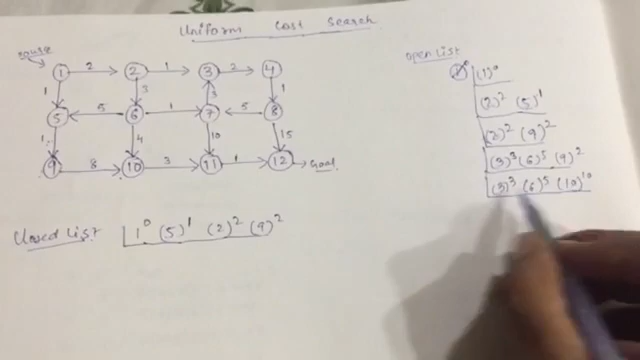 Uniform Cost Search
source
1 2 2 1 3 2 4
1 3 3 1
5 5 6 1 7 5 8
1 4 10 15
9 8 10 3 11 1 12 Goal
open list
1⁰ (1)⁰
(2)² (5)¹
(2)² (9)²
(3)³ (6)⁵ (9)²
(3)³ (6)⁵ (10)¹⁰
Closed List 1⁰ (5)¹ (2)² (9)²